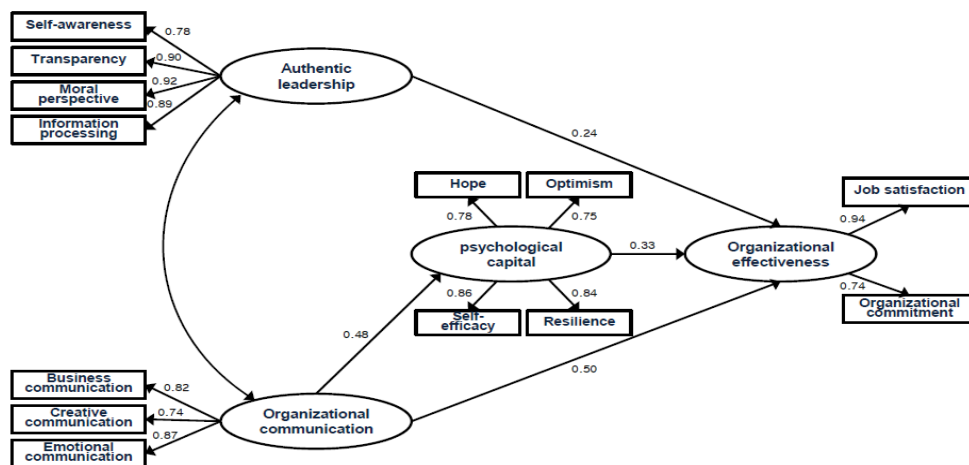 Self-awareness
0.78
Transparency
0.90
Moral
perspective
0.92
Information
processing
0.89
Authentic
leadership
0.24
Hope
Optimism
0.78
0.75
psychological
capital
0.33
0.86
0.84
Self-
efficacy
Resilience
Organizational
effectiveness
Job satisfaction
0.94
0.74
Organizational
commitment
0.48
0.50
Business
communication
0.82
Creative
communication
0.74
Emotional
communication
0.87
Organizational
communication